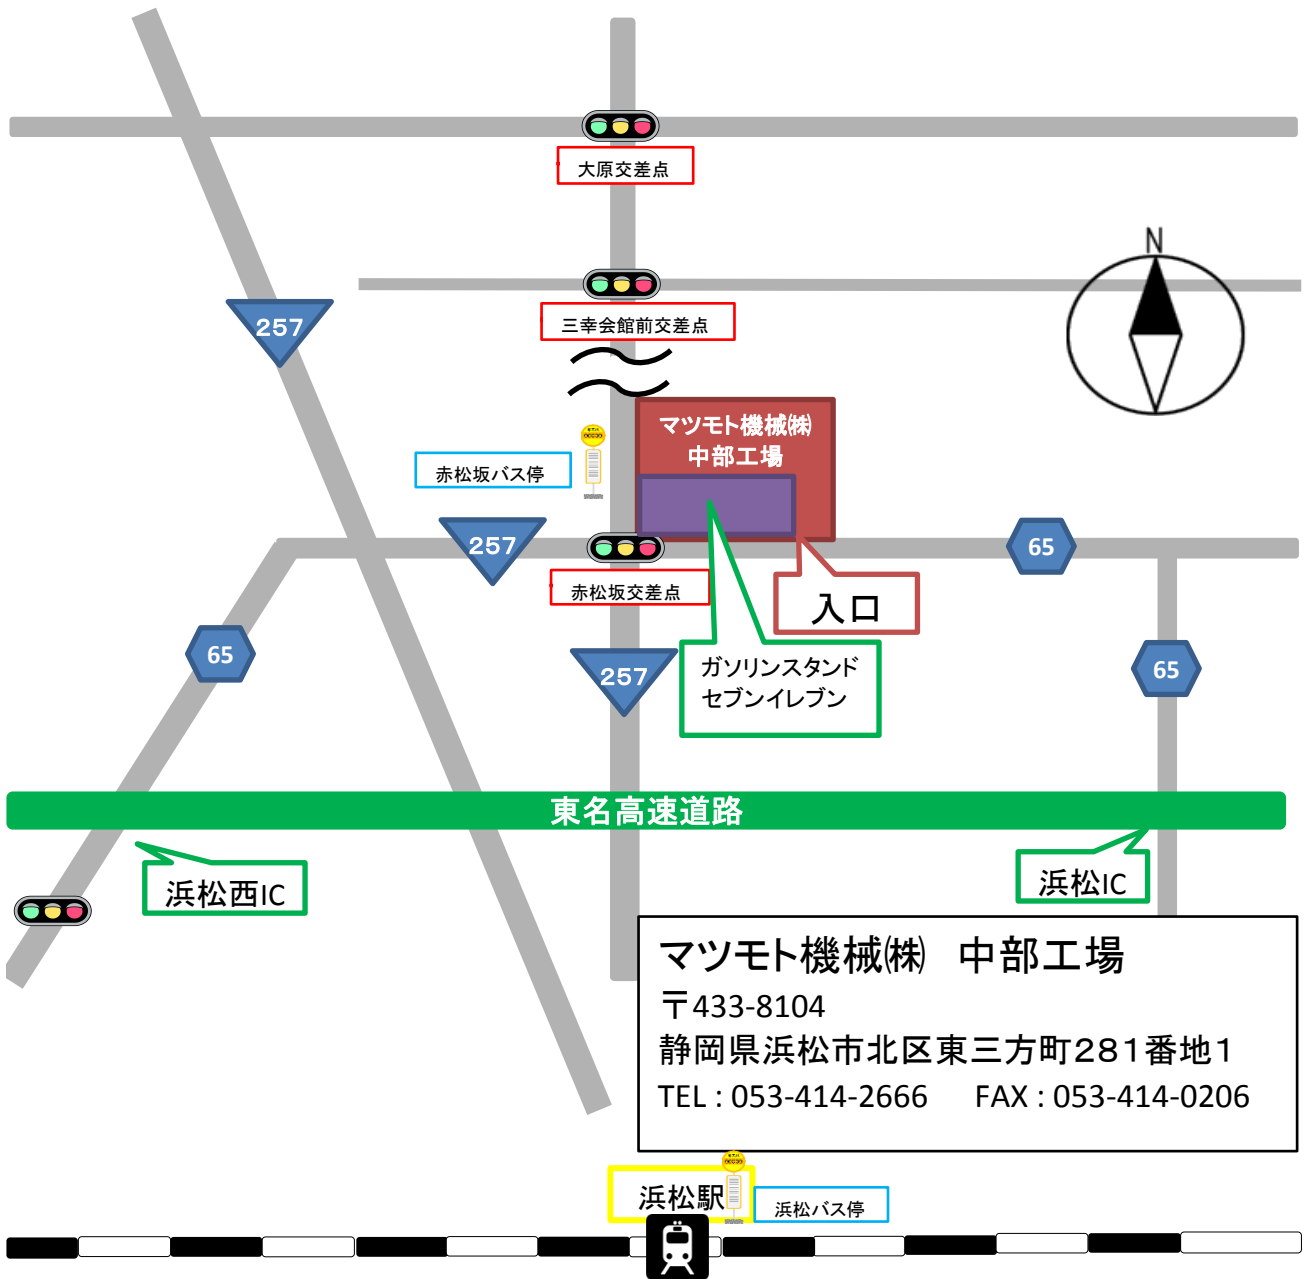 大原交差点
N
三幸会館前交差点
257
マツモト機械㈱
中部工場
赤松坂バス停
257
65
赤松坂交差点
入口
65
257
ガソリンスタンド
セブンイレブン
65
東名高速道路
浜松西IC
浜松IC
マツモト機械㈱　中部工場
〒433-8104
静岡県浜松市北区東三方町281番地1
TEL : 053-414-2666　FAX : 053-414-0206
浜松駅
浜松バス停